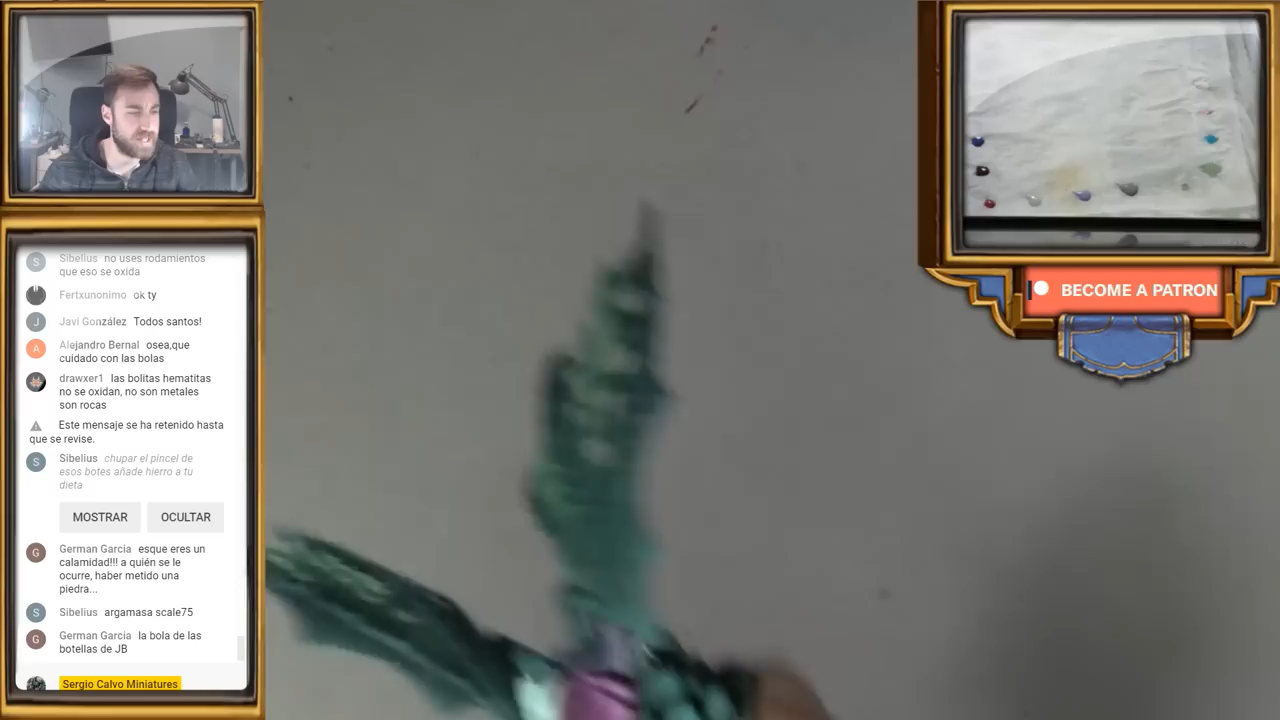 Sibelius no uses rodamientos
que eso se oxida
Fertxunonimo ok ty
Javi González Todos santos!
Alejandro Bernal osea,que
cuidado con las bolas
drawxer1 las bolitas hematitas
no se oxidan, no son metales
son rocas
Este mensaje se ha retenido hasta
que se revise.
Sibelius chupar el pincel de
esos botes añade hierro a tu
dieta
MOSTRAR OCULTAR
German Garcia esque eres un
calamidad!!! a quién se le
ocurre, haber metido una
piedra...
Sibelius argamasa scale75
German Garcia la bola de las
botellas de JB
Sergio Calvo Miniatures
BECOME A PATRON